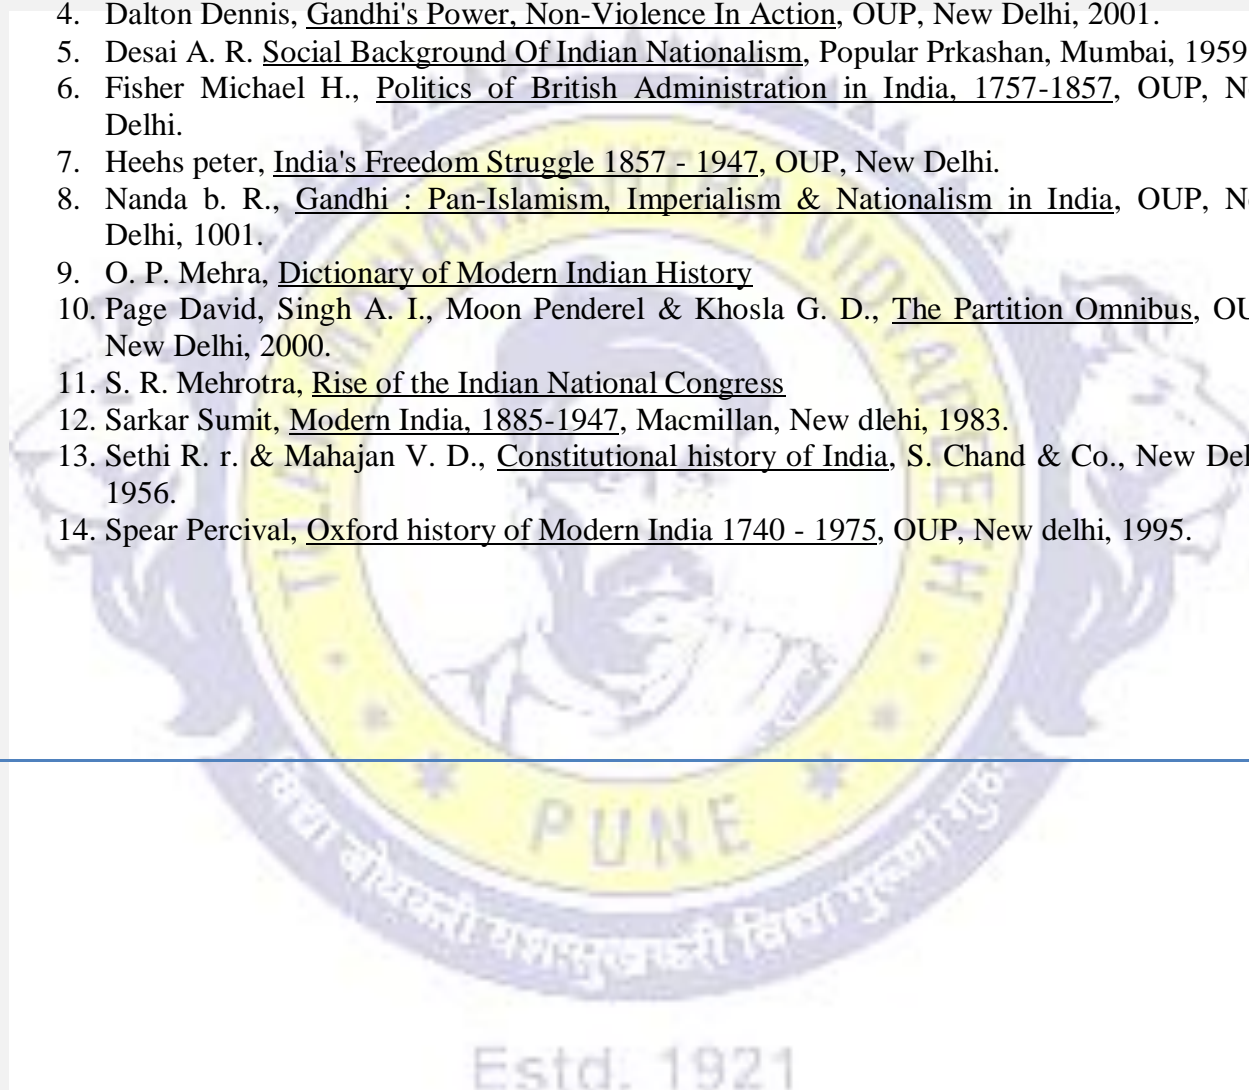 4. Dalton Dennis, Gandhi's Power, Non-Violence In Action, OUP, New Delhi, 2001.
5. Desai A. R. Social Background Of Indian Nationalism, Popular Prkashan, Mumbai, 1959
6. Fisher Michael H., Politics of British Administration in India, 1757-1857, OUP,
Delhi.
7. Heehs peter, India's Freedom Struggle 1857 - 1947, OUP, New Delhi.
8. Nanda b. R., Gandhi : Pan-Islamism, Imperialism & Nationalism in India, OUP,
Delhi, 1001.
9. O. P. Mehra, Dictionary of Modern Indian History
10. Page David, Singh A. I., Moon Penderel & Khosla G. D., The Partition Omnibus,
New Delhi, 2000.
11. S. R. Mehrotra, Rise of the Indian National Congress
12. Sarkar Sumit, Modern India, 1885-1947, Macmillan, New dlehi, 1983.
13. Sethi R. r. & Mahajan V. D., Constitutional history of India, S. Chand & Co., New
1956.
14. Spear Percival, Oxford history of Modern India 1740 - 1975, OUP, New delhi, 1995.
TILAK MAHARASHTRA VIDYAPEETH
PUNE
Estd. 1921